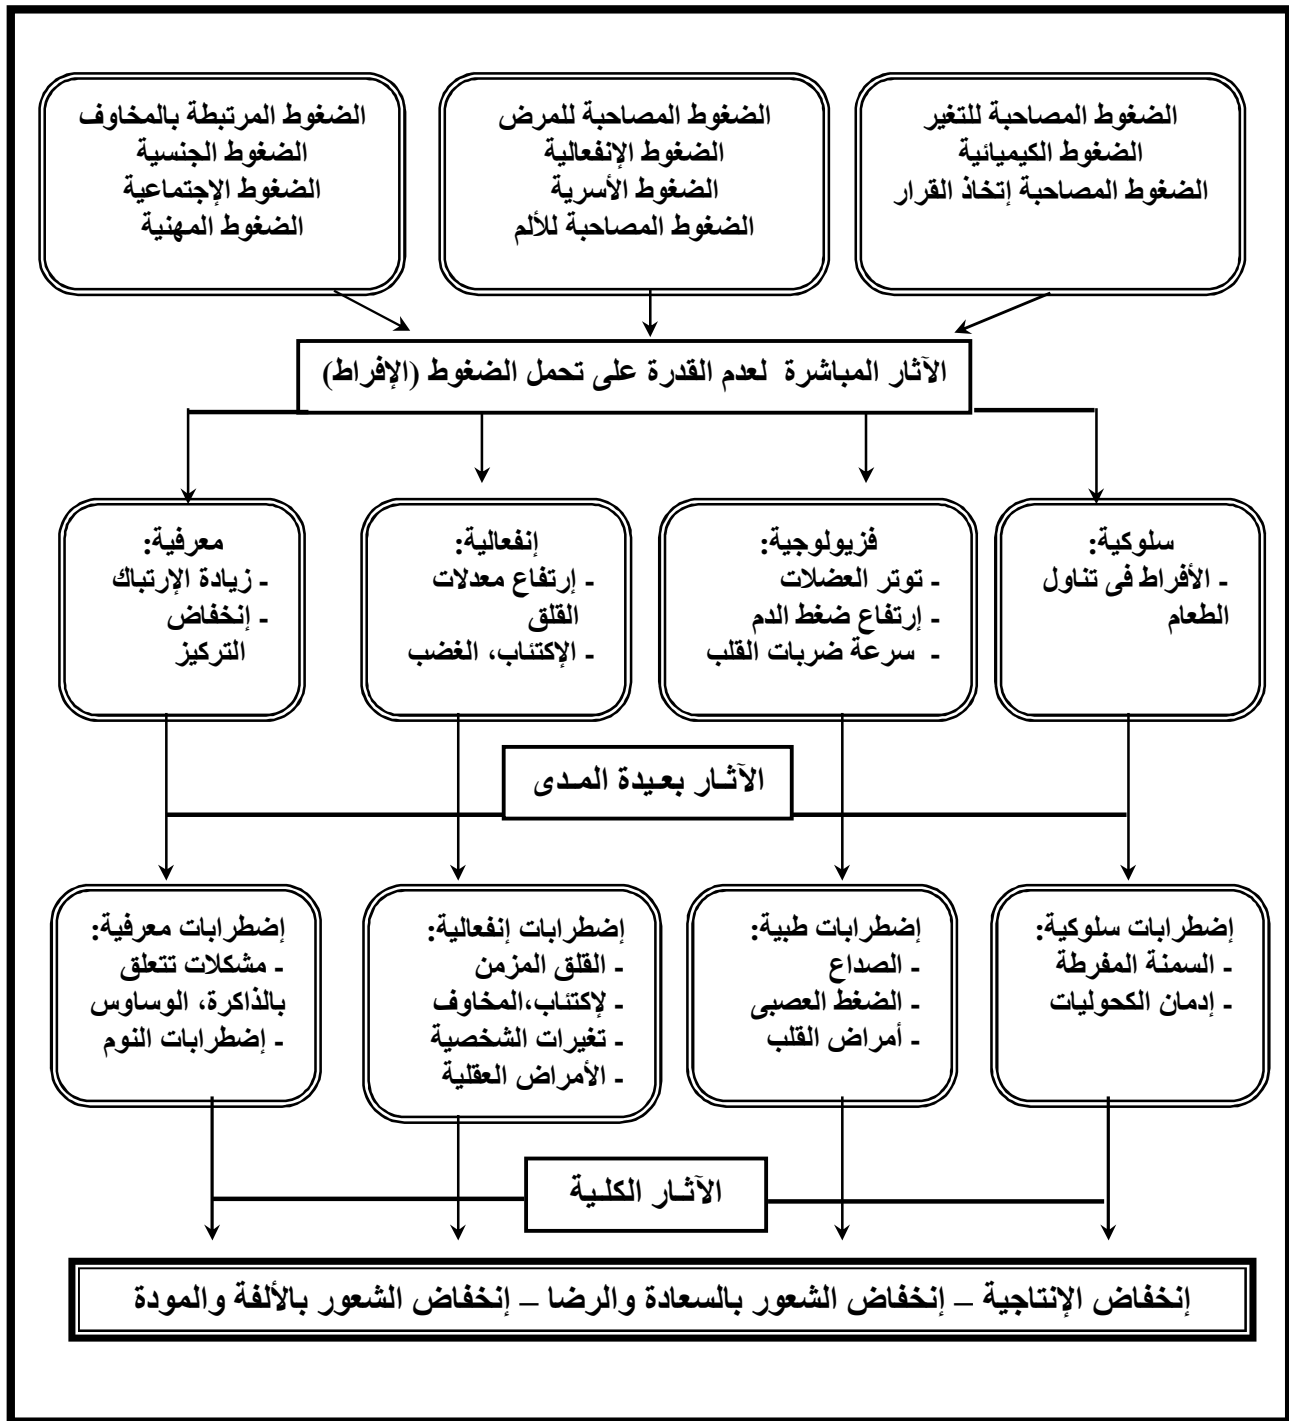 الضغوط المصاحبة للتغير
الضغوط الكيميائية
الضغوط المصاحبة إتخاذ القرار
الضغوط المصاحبة للمرض
الضغوط الإنفعالية
الضغوط الأسرية
الضغوط المصاحبة للألم
الضغوط المرتبطة بالمخاوف
الضغوط الجنسية
الضغوط الإجتماعية
الضغوط المهنية
الآثار المباشرة لعدم القدرة على تحمل الضغوط (الإفراط)
سلوكية:
- الأفراط فى تناول
الطعام
فزيولوجية:
- توتر العضلات
- إرتفاع ضغط الدم
- سرعة ضربات القلب
إنفعالية:
- إرتفاع معدلات
القلق
- الإكتئاب، الغضب
معرفية:
- زيادة الإرتباك
- إنخفاض
التركيز
الآثـار بعـيدة المـدى
إضطرابات سلوكية:
- السمنة المفرطة
- إدمان الكحوليات
إضطرابات طبية:
- الصداع
- الضغط العصبى
- أمراض القلب
إضطرابات إنفعالية:
- القلق المزمن
- لإكتئاب،المخاوف
- تغيرات الشخصية
- الأمراض العقلية
إضطرابات معرفية:
- مشكلات تتعلق
بالذاكرة، الوساوس
- إضطرابات النوم
الآثـار الكلـية
إنخفاض الإنتاجية – إنخفاض الشعور بالسعادة والرضا – إنخفاض الشعور بالألفة والمودة